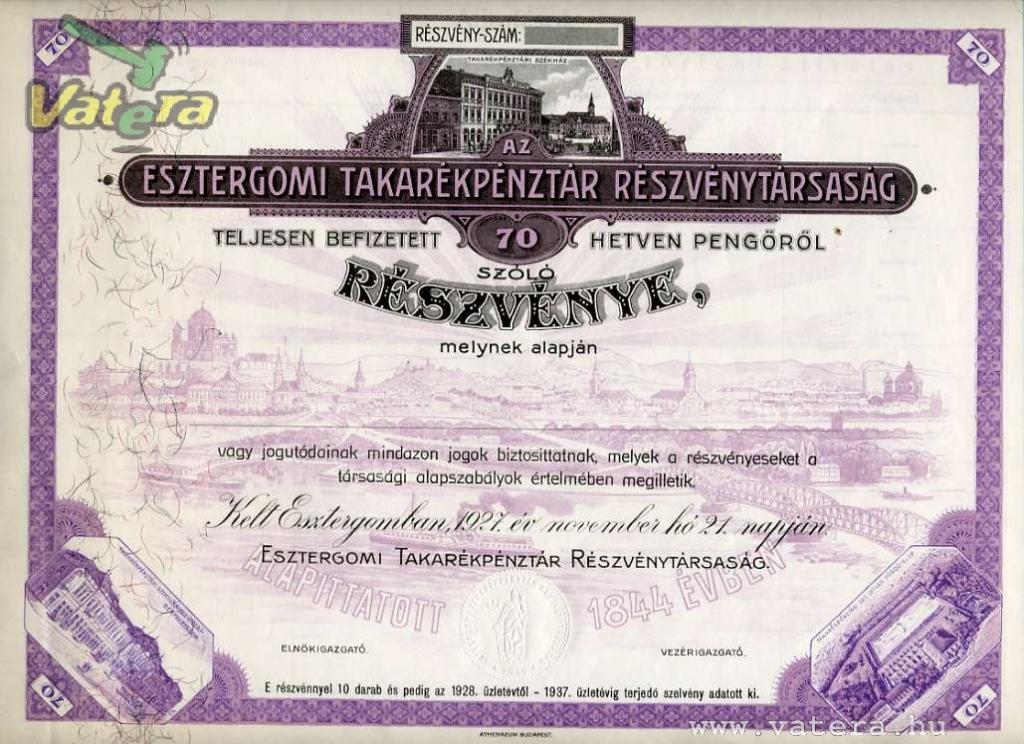 70
70
Vatera
RÉSZVÉNY-SZÁM:
TAKARÉKPÉNZTÁRI SZÉKHÁZ
AZ
ESZTERGOMI TAKARÉKPÉNZTÁR RÉSZVÉNYTÁRSASÁG
TELJESEN BEFIZETETT 70 HETVEN PENGŐRŐL
SZÓLÓ
RÉSZVÉNYE,
melynek alapján
vagy jogutódainak mindazon jogok biztosittatnak, melyek a részvényeseket a
társasági alapszabályok értelmében megilletik.
Kelt Esztergomban, 1927. év november hó 21. napján.
ESZTERGOMI TAKARÉKPÉNZTÁR RÉSZVÉNYTÁRSASÁG.
ALAPITTATOTT 1844 ÉVBEN
ELNÖKIGAZGATÓ.
VEZÉRIGAZGATÓ.
E részvénnyel 10 darab és pedig az 1928. üzletévtől - 1937. üzletévig terjedő szelvény adatott ki.
70
70
www.vatera.hu
ATHENAEUM BUDAPEST.